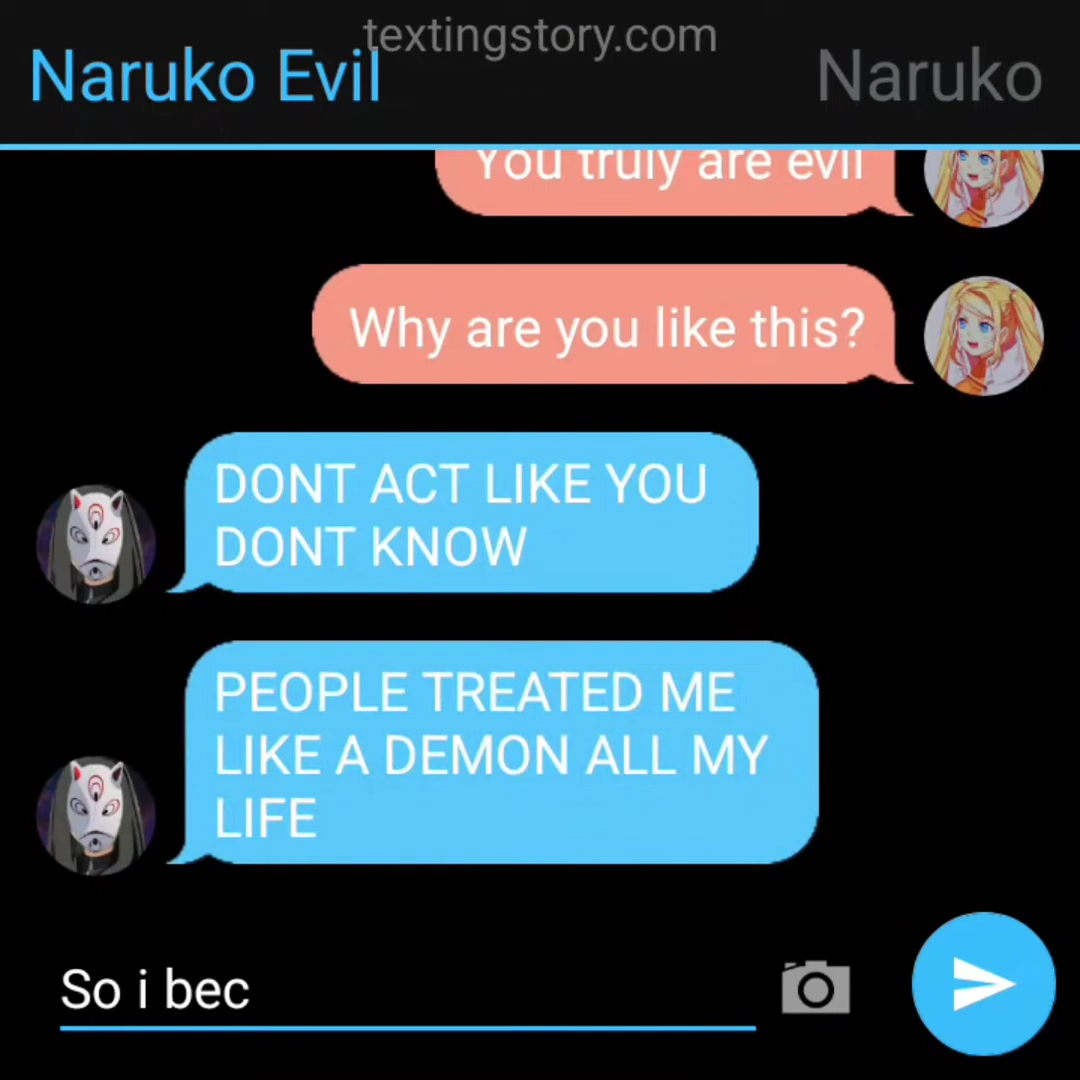 textingstory.com
Naruko Evil
Naruko
You truly are evil
Why are you like this?
DONT ACT LIKE YOU
DONT KNOW
PEOPLE TREATED ME
LIKE A DEMON ALL MY
LIFE
So i bec